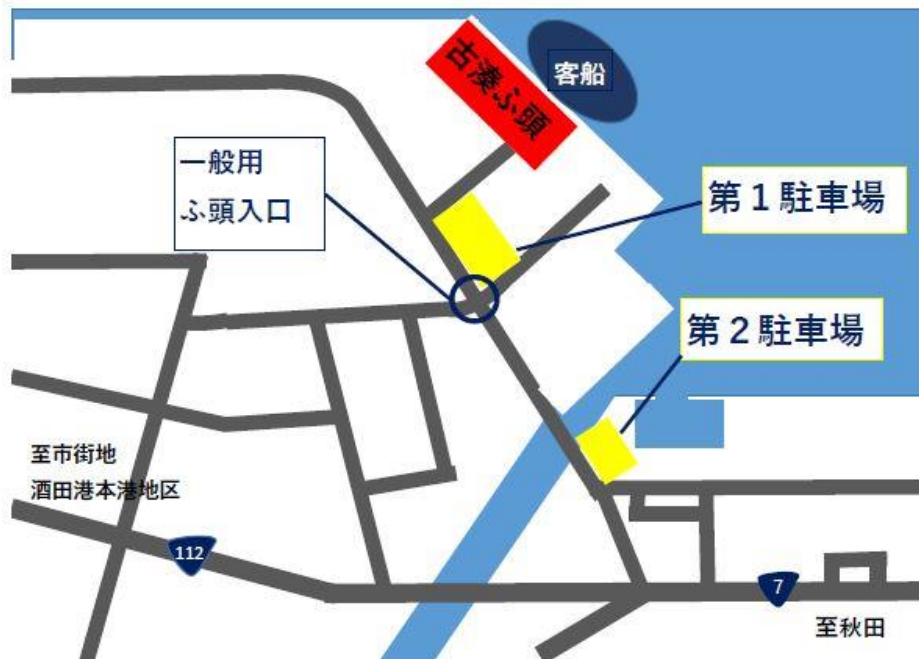 客船
古湊ふ頭
一般用
ふ頭入口
第１駐車場
第２駐車場
至市街地
酒田港本港地区
112
7
至秋田